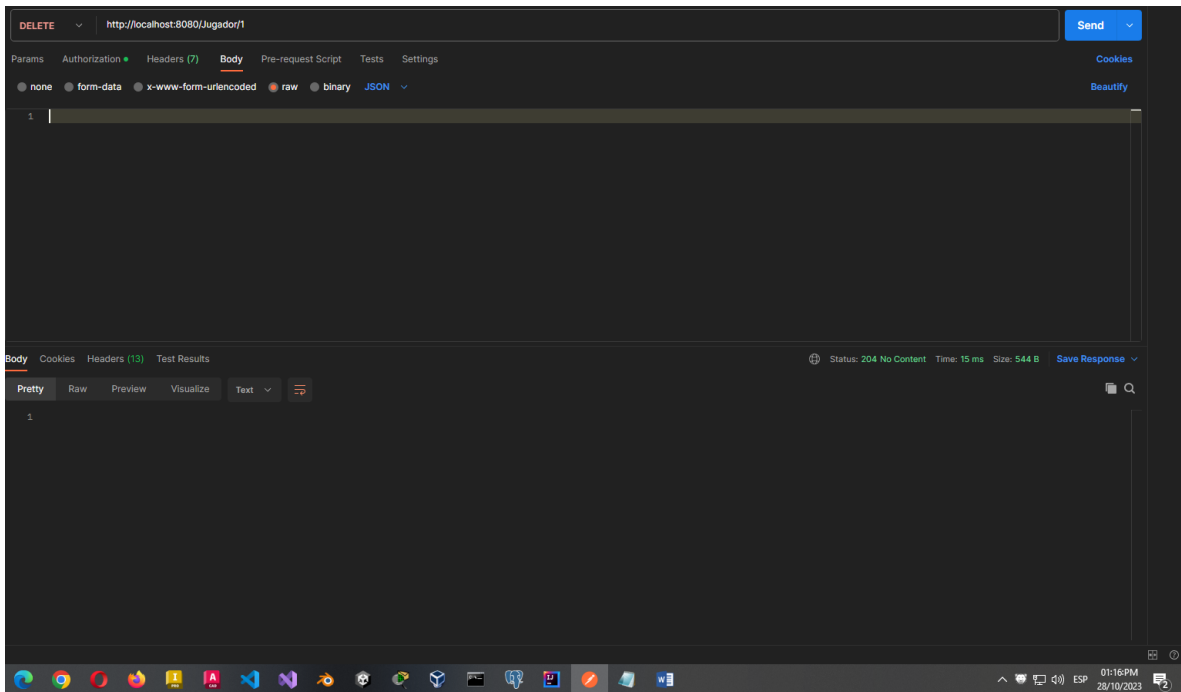 DELETE http://localhost:8080/Jugador/1 Send
Params Authorization Headers (7) Body Pre-request Script Tests Settings Cookies
none form-data x-www-form-urlencoded raw binary JSON Beautify
1
Body Cookies Headers (13) Test Results Status: 204 No Content Time: 15 ms Size: 544 B Save Response
Pretty Raw Preview Visualize Text
1
ESP 01:16PM
28/10/2023